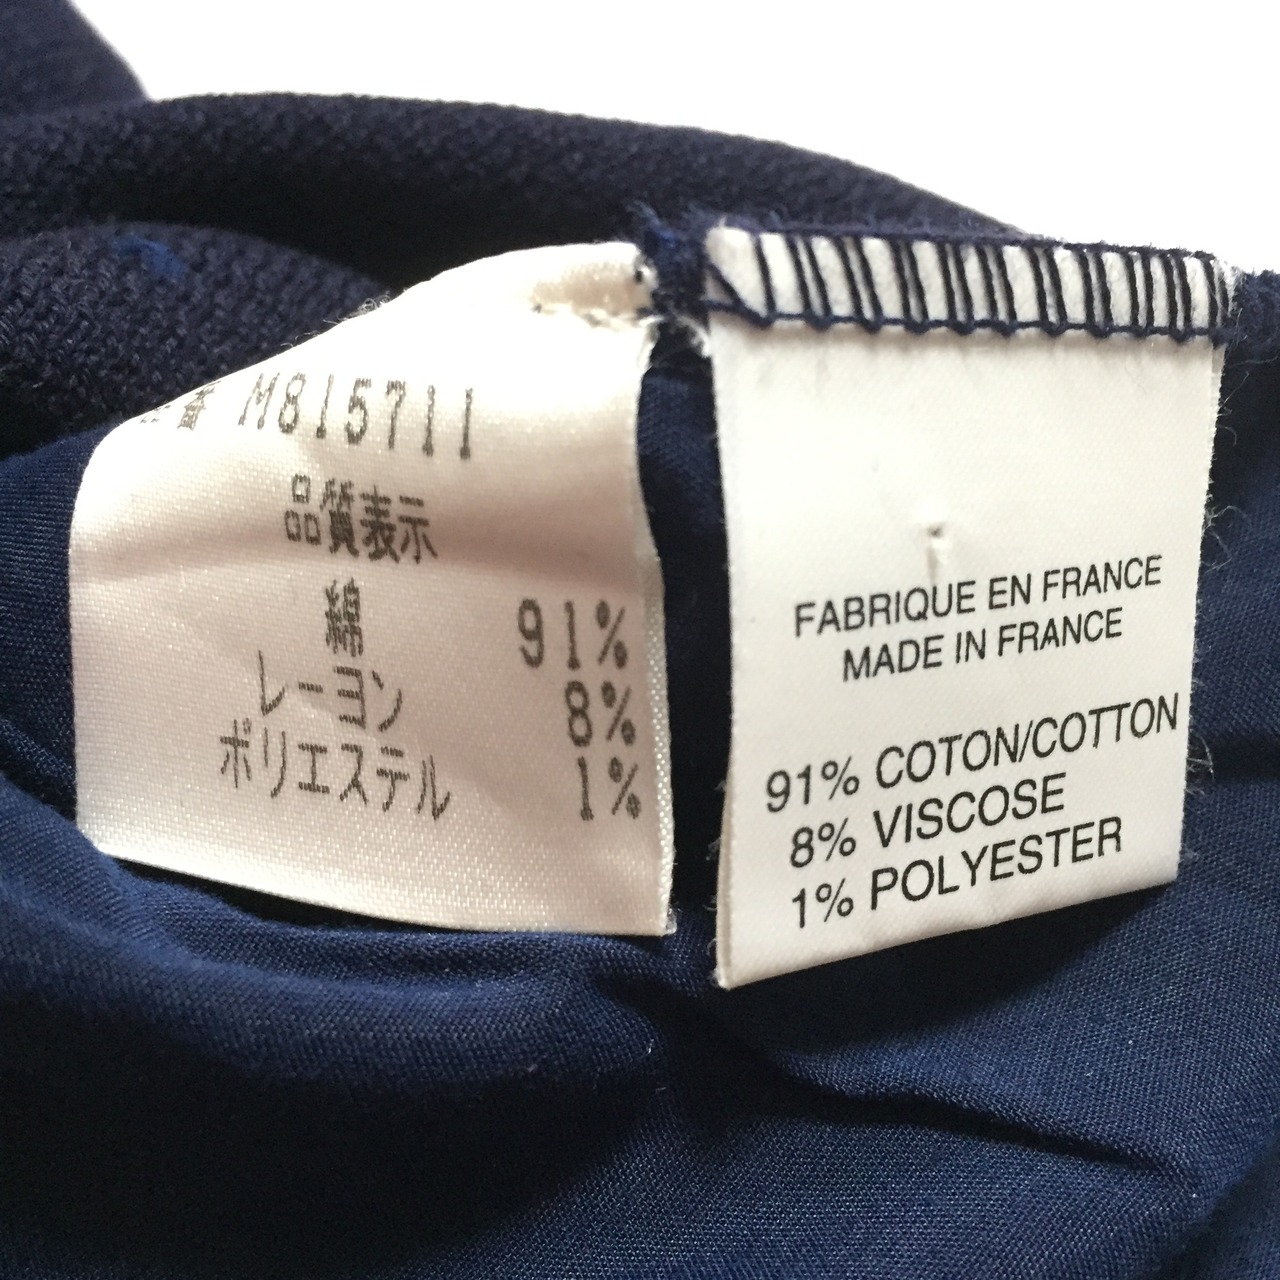 M815711
品質表示
綿 91%
レーヨン 8%
ポリエステル 1%
FABRIQUE EN FRANCE
MADE IN FRANCE
91% COTON/COTTON
8% VISCOSE
1% POLYESTER